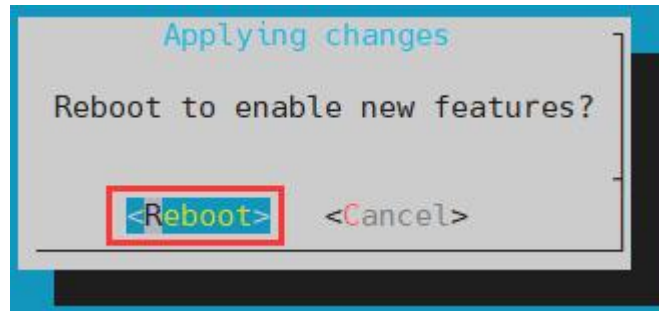 Applying changes
Reboot to enable new features?
<Reboot> <Cancel>